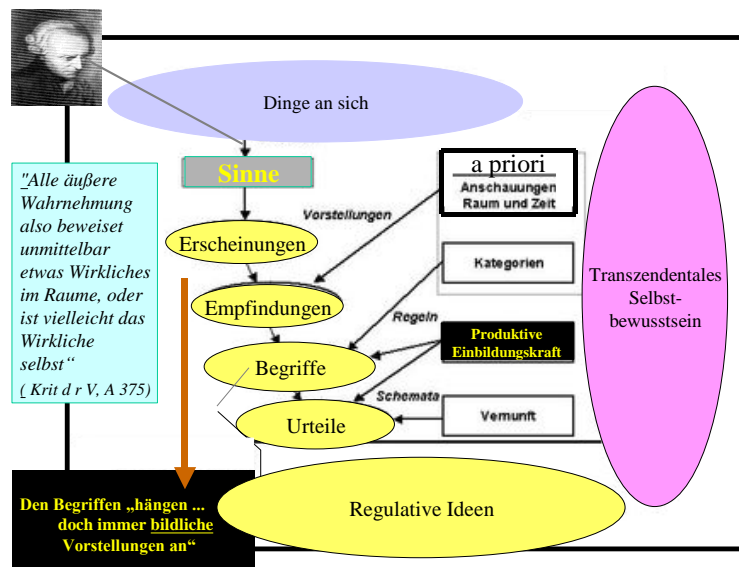 Dinge an sich
Sinne
a priori
Anschauungen
Raum und Zeit
"Alle äußere
Wahrnehmung
also beweiset
unmittelbar
etwas Wirkliches
im Raume, oder
ist vielleicht das
Wirkliche
selbst“
( Krit d r V, A 375)
Vorstellungen
Erscheinungen
Kategorien
Transzendentales
Selbst-
bewusstsein
Empfindungen
Regeln
Produktive
Einbildungskraft
Begriffe
Schemata
Urteile
Vernunft
Den Begriffen „hängen ...
doch immer bildliche
Vorstellungen an“
Regulative Ideen